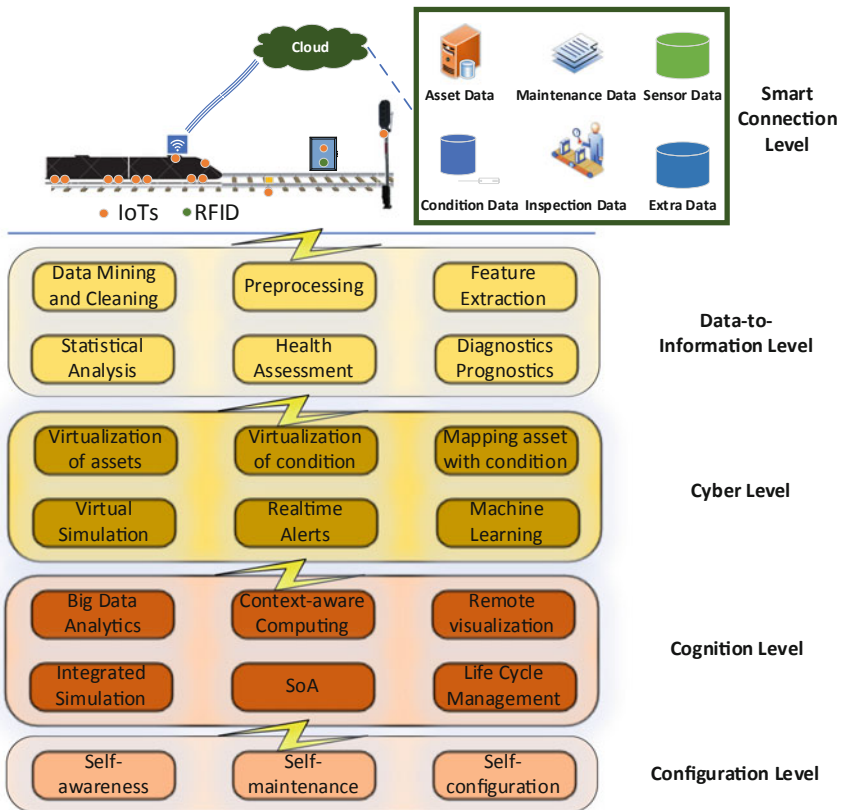 Cloud
Asset Data
Maintenance Data
Sensor Data
Condition Data
Inspection Data
Extra Data
Smart
Connection
Level
IoTs
RFID
Data Mining
and Cleaning
Preprocessing
Feature
Extraction
Statistical
Analysis
Health
Assessment
Diagnostics
Prognostics
Data-to-
Information Level
Virtualization
of assets
Virtualization
of condition
Mapping asset
with condition
Virtual
Simulation
Realtime
Alerts
Machine
Learning
Cyber Level
Big Data
Analytics
Context-aware
Computing
Remote
visualization
Integrated
Simulation
SoA
Life Cycle
Management
Cognition Level
Self-
awareness
Self-
maintenance
Self-
configuration
Configuration Level